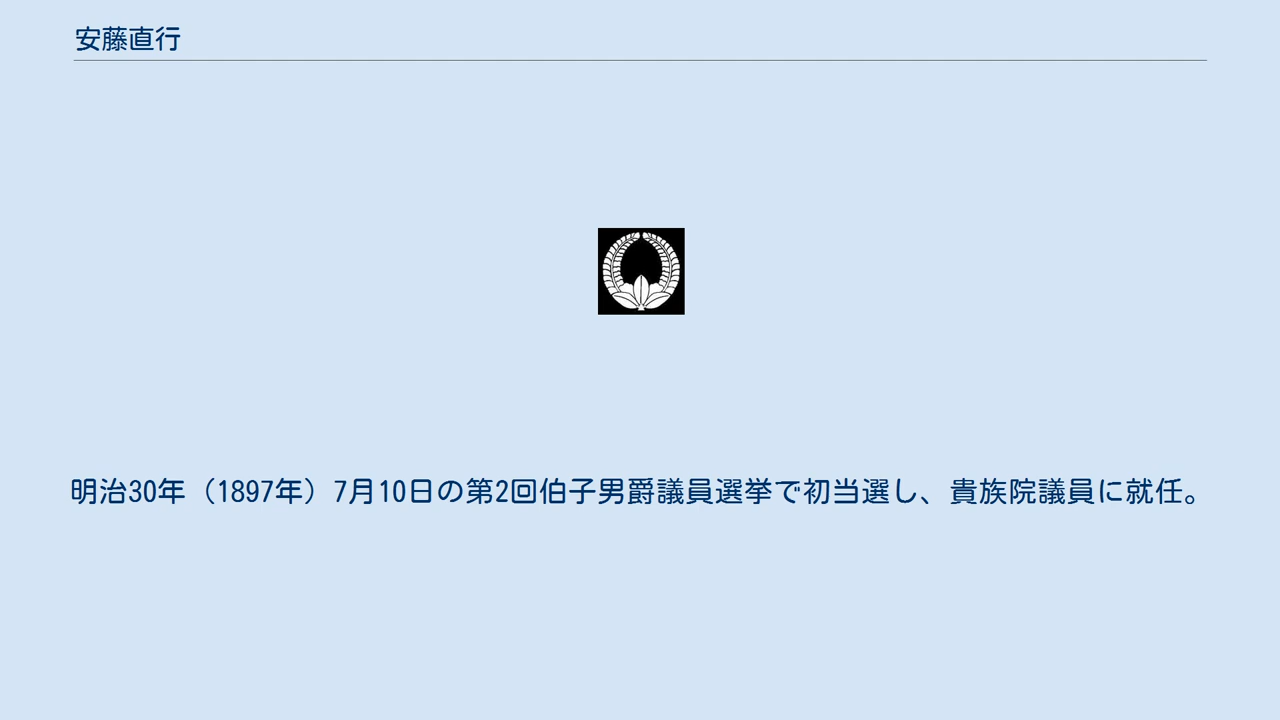 安藤直行
明治30年（1897年）7月10日の第2回伯子男爵議員選挙で初当選し、貴族院議員に就任。